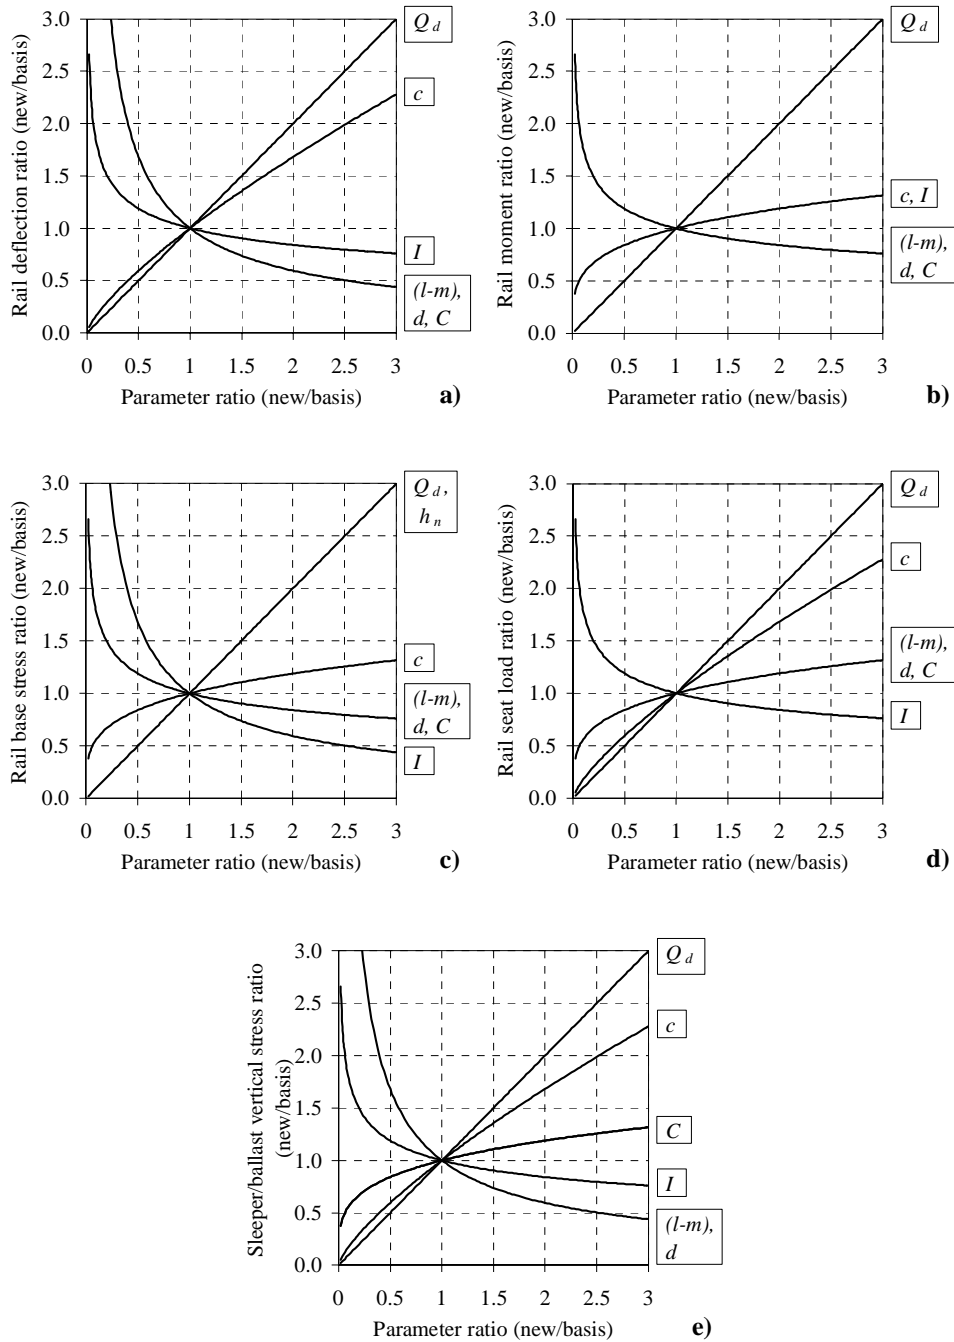 Rail deflection ratio (new/basis)
3.0
2.5
2.0
1.5
1.0
0.5
0.0
0 0.5 1 1.5 2 2.5 3
Parameter ratio (new/basis)
Q d
c
I
(l-m),
d, C
a)
Rail moment ratio (new/basis)
3.0
2.5
2.0
1.5
1.0
0.5
0.0
0 0.5 1 1.5 2 2.5 3
Parameter ratio (new/basis)
Q d
c, I
(l-m),
d, C
b)
Rail base stress ratio (new/basis)
3.0
2.5
2.0
1.5
1.0
0.5
0.0
0 0.5 1 1.5 2 2.5 3
Parameter ratio (new/basis)
Q d ,
h n
c
(l-m),
d, C
I
c)
Rail seat load ratio (new/basis)
3.0
2.5
2.0
1.5
1.0
0.5
0.0
0 0.5 1 1.5 2 2.5 3
Parameter ratio (new/basis)
Q d
c
(l-m),
d, C
I
d)
Sleeper/ballast vertical stress ratio
(new/basis)
3.0
2.5
2.0
1.5
1.0
0.5
0.0
0 0.5 1 1.5 2 2.5 3
Parameter ratio (new/basis)
Q d
c
C
I
(l-m),
d
e)